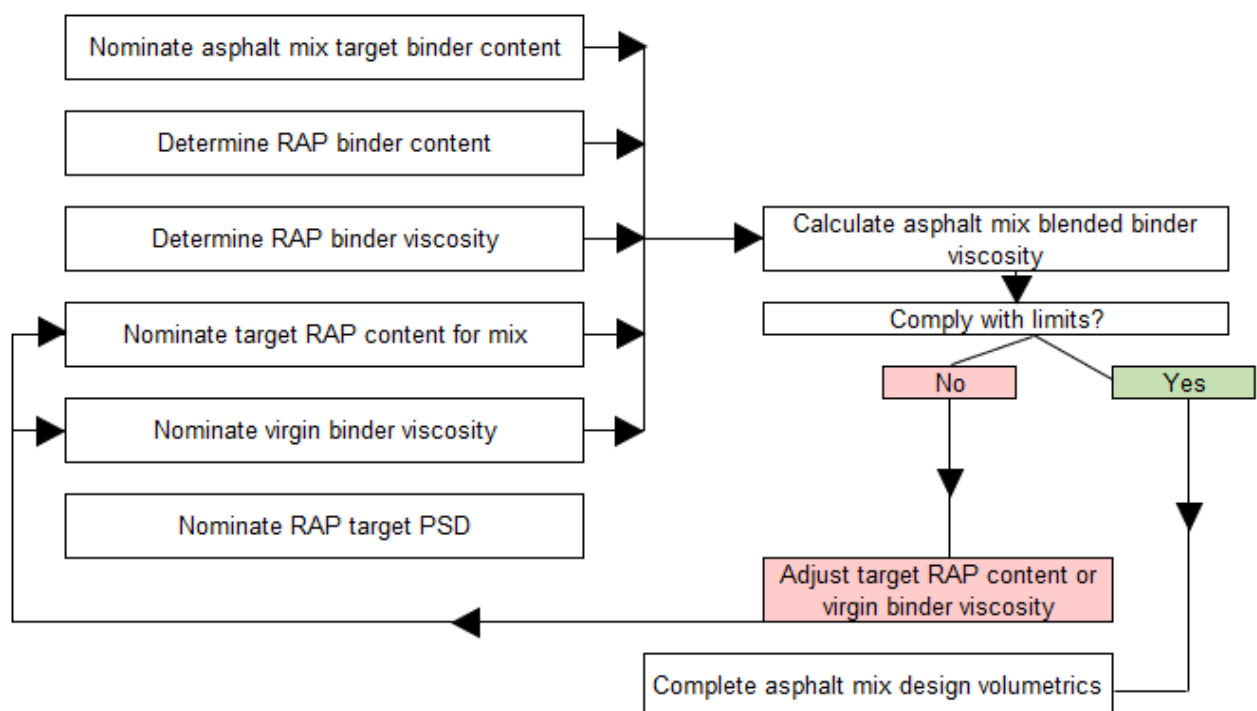 Nominate asphalt mix target binder content
Determine RAP binder content
Determine RAP binder viscosity
Nominate target RAP content for mix
Nominate virgin binder viscosity
Nominate RAP target PSD
Calculate asphalt mix blended binder
viscosity
Comply with limits?
No
Yes
Adjust target RAP content or
virgin binder viscosity
Complete asphalt mix design volumetrics